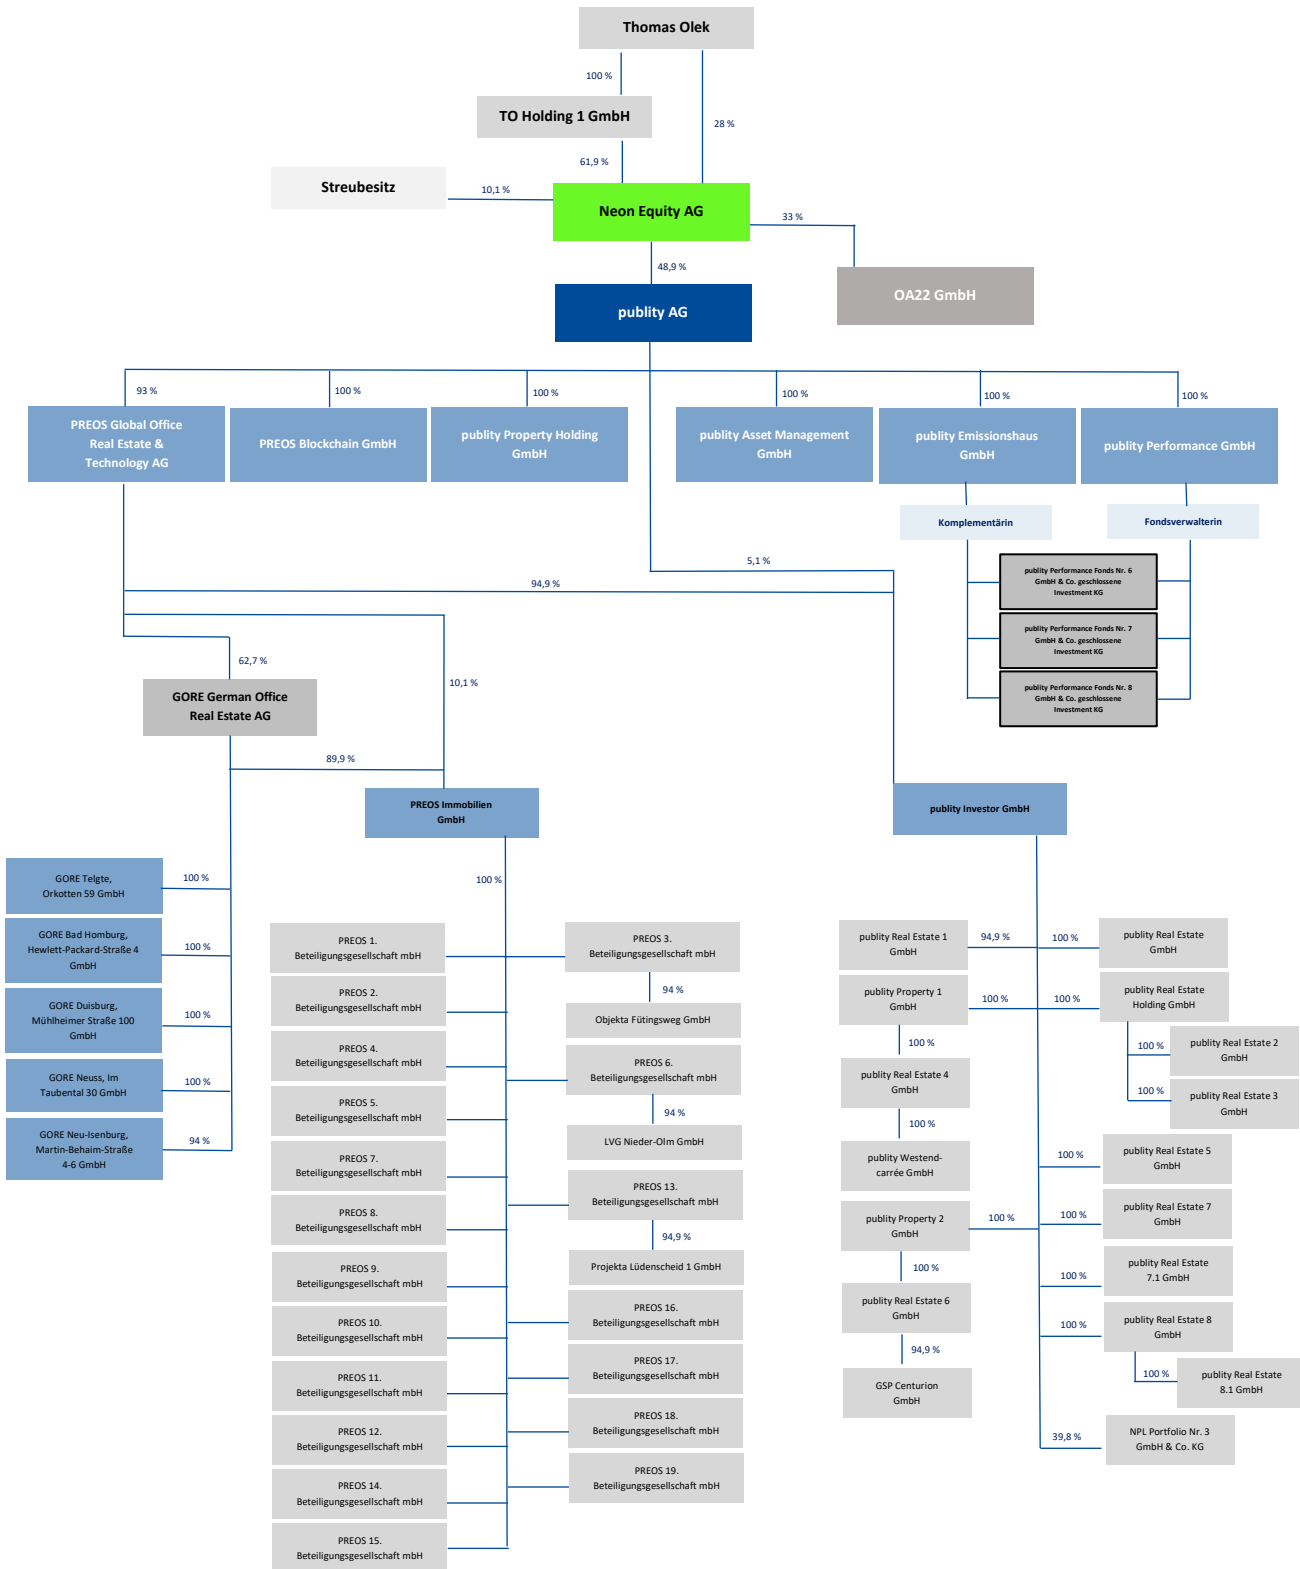 Thomas Olek
100 %
TO Holding 1 GmbH
28 %
61,9 %
Streubesitz
10,1 %
Neon Equity AG
33 %
48,9 %
OA22 GmbH
publity AG
93 %
100 %
100 %
100 %
100 %
100 %
PREOS Global Office
Real Estate &
Technology AG
PREOS Blockchain GmbH
publity Property Holding
GmbH
publity Asset Management
GmbH
publity Emissionshaus
GmbH
publity Performance GmbH
Komplementärin
Fondsverwalterin
5,1 %
94,9 %
publity Performance Fonds Nr. 6
GmbH & Co. geschlossene
Investment KG
publity Performance Fonds Nr. 7
GmbH & Co. geschlossene
Investment KG
publity Performance Fonds Nr. 8
GmbH & Co. geschlossene
Investment KG
62,7 %
10,1 %
GORE German Office
Real Estate AG
89,9 %
PREOS Immobilien
GmbH
publity Investor GmbH
GORE Telgte,
Orkotten 59 GmbH
100 %
GORE Bad Homburg,
Hewlett-Packard-Straße 4
GmbH
100 %
GORE Duisburg,
Mühlheimer Straße 100
GmbH
100 %
GORE Neuss, Im
Taubental 30 GmbH
100 %
GORE Neu-Isenburg,
Martin-Behaim-Straße
4-6 GmbH
94 %
100 %
PREOS 1.
Beteiligungsgesellschaft mbH
PREOS 2.
Beteiligungsgesellschaft mbH
PREOS 4.
Beteiligungsgesellschaft mbH
PREOS 5.
Beteiligungsgesellschaft mbH
PREOS 7.
Beteiligungsgesellschaft mbH
PREOS 8.
Beteiligungsgesellschaft mbH
PREOS 9.
Beteiligungsgesellschaft mbH
PREOS 10.
Beteiligungsgesellschaft mbH
PREOS 11.
Beteiligungsgesellschaft mbH
PREOS 12.
Beteiligungsgesellschaft mbH
PREOS 14.
Beteiligungsgesellschaft mbH
PREOS 15.
Beteiligungsgesellschaft mbH
PREOS 3.
Beteiligungsgesellschaft mbH
94 %
Objekta Fütingsweg GmbH
PREOS 6.
Beteiligungsgesellschaft mbH
94 %
LVG Nieder-Olm GmbH
PREOS 13.
Beteiligungsgesellschaft mbH
94,9 %
Projekta Lüdenscheid 1 GmbH
PREOS 16.
Beteiligungsgesellschaft mbH
PREOS 17.
Beteiligungsgesellschaft mbH
PREOS 18.
Beteiligungsgesellschaft mbH
PREOS 19.
Beteiligungsgesellschaft mbH
publity Real Estate 1
GmbH
94,9 %
publity Property 1
GmbH
100 %
100 %
publity Real Estate 4
GmbH
100 %
publity Westend-
carrée GmbH
publity Property 2
GmbH
100 %
100 %
publity Real Estate 6
GmbH
94,9 %
GSP Centurion
GmbH
100 %
publity Real Estate
GmbH
100 %
publity Real Estate
Holding GmbH
100 %
publity Real Estate 2
GmbH
100 %
publity Real Estate 3
GmbH
100 %
publity Real Estate 5
GmbH
100 %
publity Real Estate 7
GmbH
100 %
publity Real Estate
7.1 GmbH
100 %
publity Real Estate 8
GmbH
100 %
publity Real Estate
8.1 GmbH
39,8 %
NPL Portfolio Nr. 3
GmbH & Co. KG